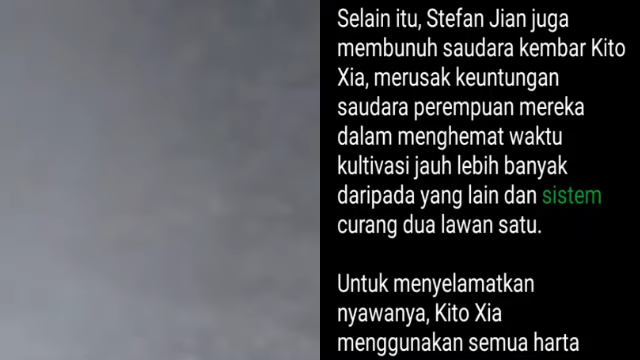 Selain itu, Stefan Jian juga
membunuh saudara kembar Kito
Xia, merusak keuntungan
saudara perempuan mereka
dalam menghemat waktu
kultivasi jauh lebih banyak
daripada yang lain dan sistem
curang dua lawan satu.
Untuk menyelamatkan
nyawanya, Kito Xia
menggunakan semua harta